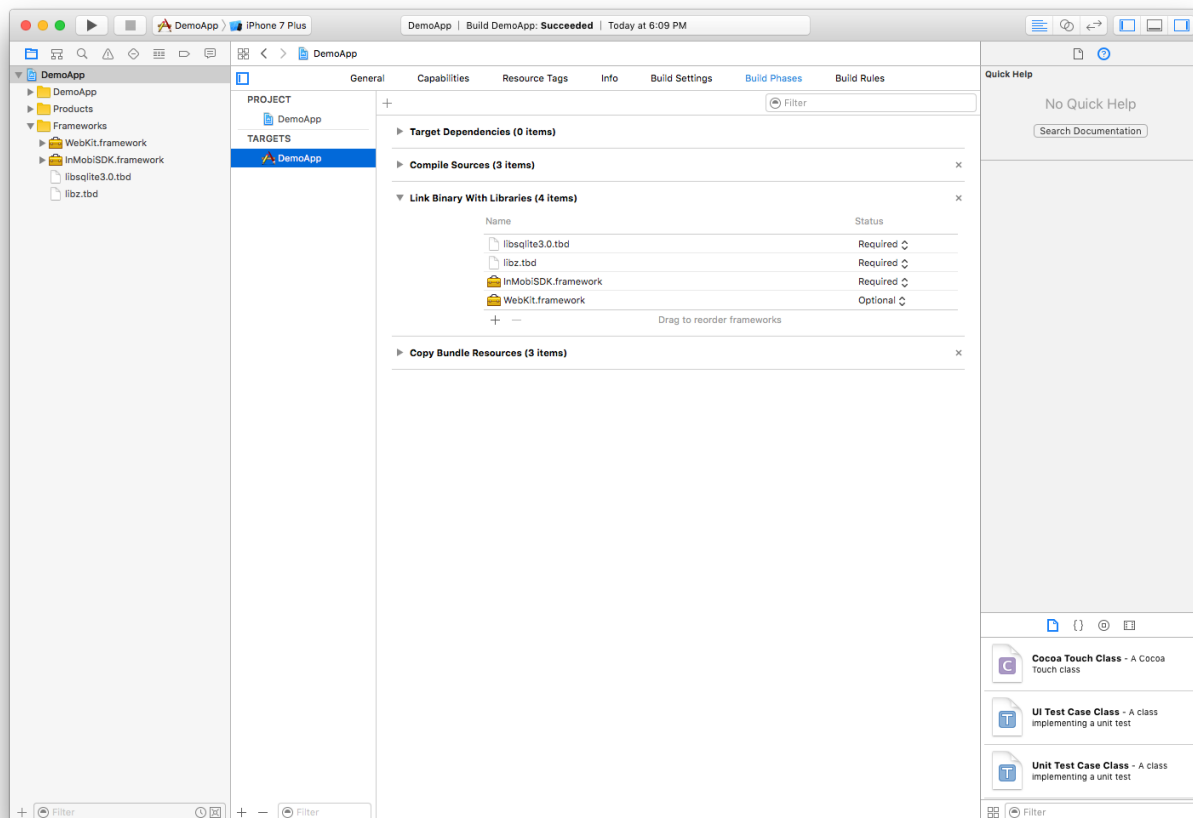 DemoApp iPhone 7 Plus DemoApp | Build DemoApp: Succeeded | Today at 6:09 PM
DemoApp
DemoApp
DemoApp
Products
Frameworks
WebKit.framework
InMobiSDK.framework
libsqlite3.0.tbd
libz.tbd
Filter
General Capabilities Resource Tags Info Build Settings Build Phases Build Rules
PROJECT
DemoApp
TARGETS
DemoApp
Filter
Filter
Target Dependencies (0 items)
Compile Sources (3 items)
Link Binary With Libraries (4 items)
Name Status
libsqlite3.0.tbd Required
libz.tbd Required
InMobiSDK.framework Required
WebKit.framework Optional
Drag to reorder frameworks
Copy Bundle Resources (3 items)
Quick Help
No Quick Help
Search Documentation
{}
C
Cocoa Touch Class - A Cocoa
Touch class
T
UI Test Case Class - A class
implementing a unit test
T
Unit Test Case Class - A class
implementing a unit test
Filter